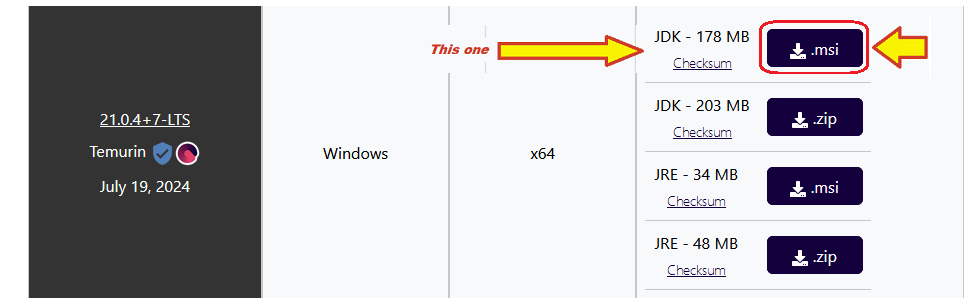 21.0.4+7-LTS
Temurin
July 19, 2024
Windows
x64
This one
JDK - 178 MB
Checksum
.msi
JDK - 203 MB
Checksum
.zip
JRE - 34 MB
Checksum
.msi
JRE - 48 MB
Checksum
.zip